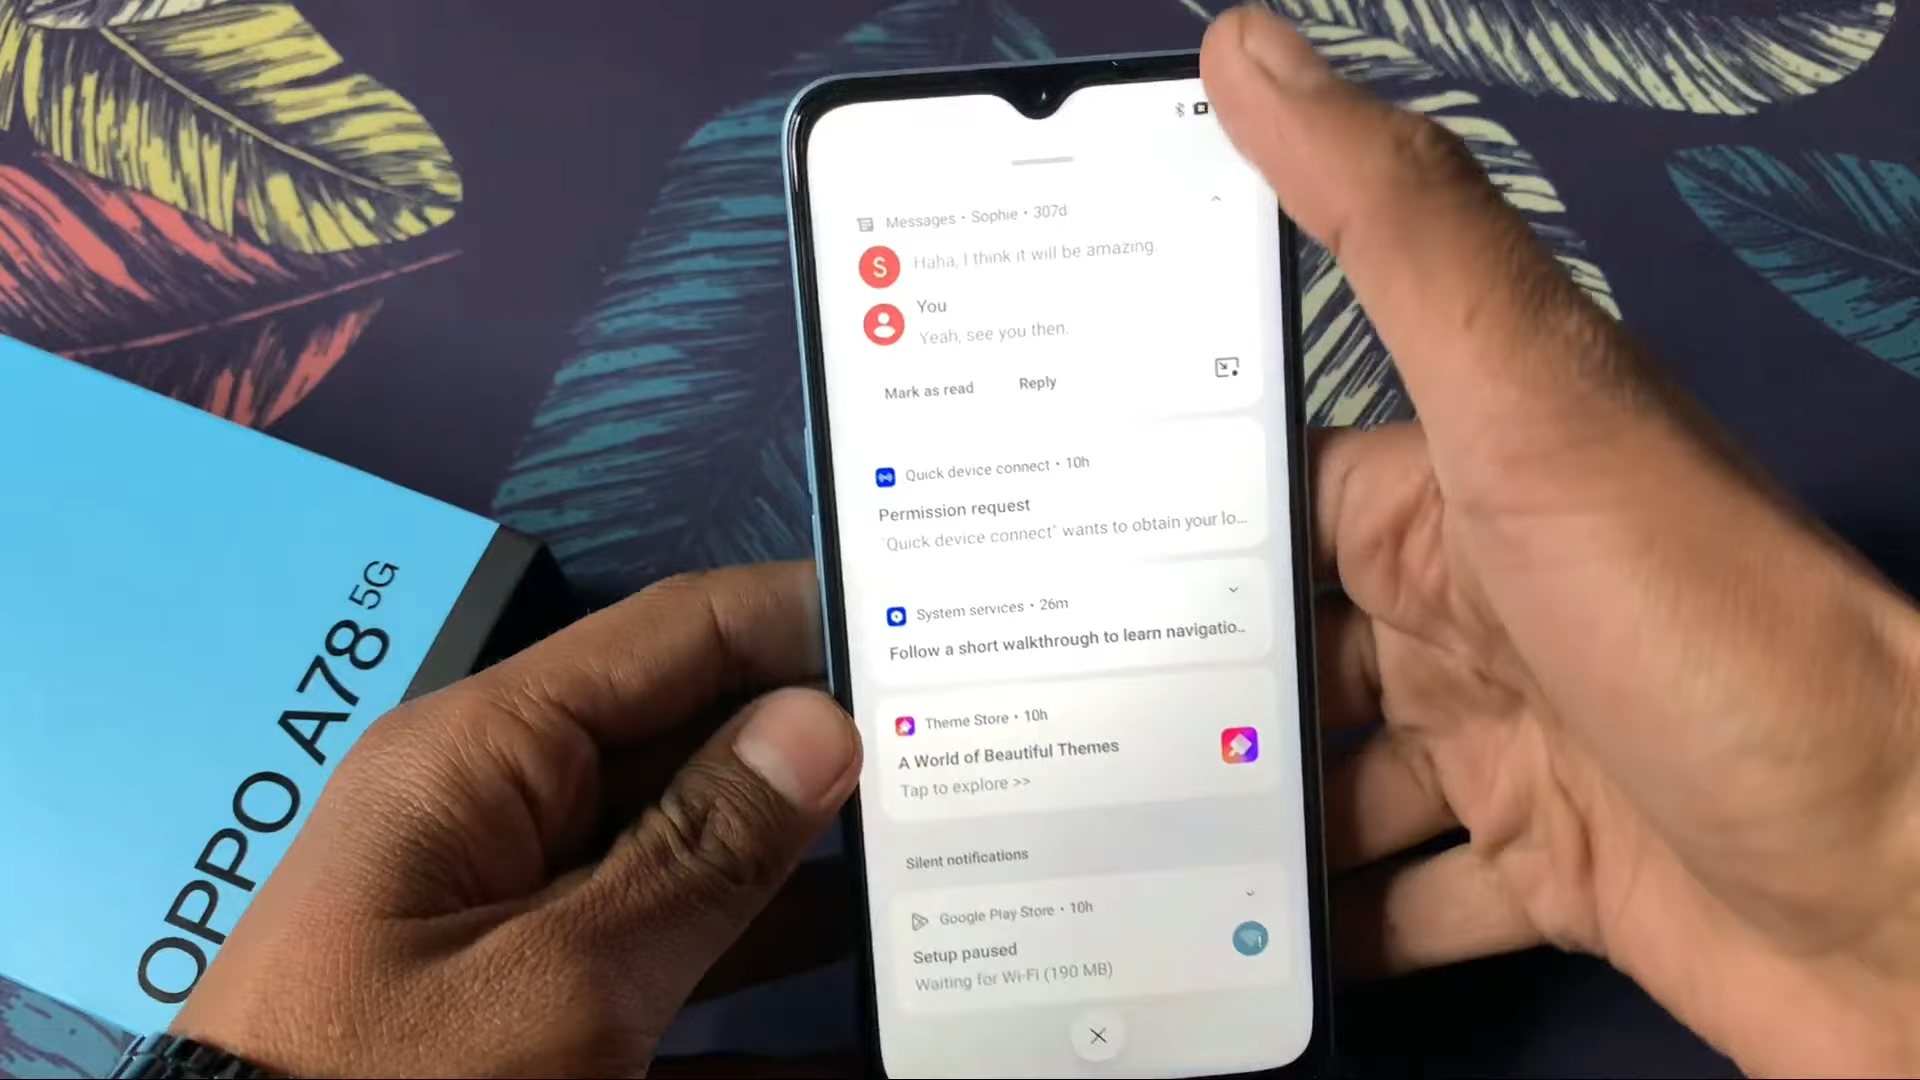 Messages • Sophie • 307d
S
Haha, I think it will be amazing.
You
Yeah, see you then.
Mark as read
Reply
Quick device connect • 10h
Permission request
"Quick device connect" wants to obtain your lo...
System services • 26m
Follow a short walkthrough to learn navigatio...
Theme Store • 10h
A World of Beautiful Themes
Tap to explore >>
Silent notifications
Google Play Store • 10h
Setup paused
Waiting for Wi-Fi (190 MB)
OPPO A78 5G